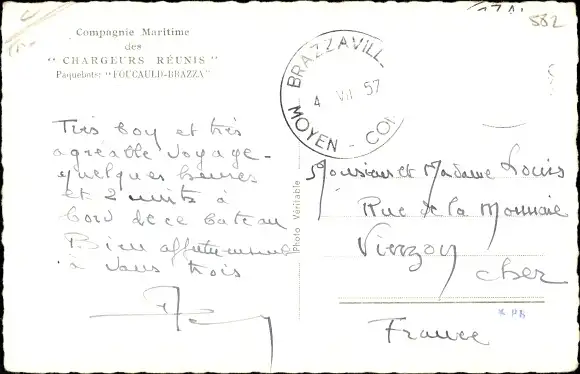 582
Compagnie Maritime
des
"CHARGEURS RÉUNIS"
Paquebots: "FOUCAULD-BRAZZA"
BRAZZAVILL
4 VII 57
MOYEN - CO
Très bon et très
agréable voyage -
quelques heures
et 2 nuits à
bord de ce bateau
Bien affectueusement
à vous trois
Photo Véritable
Monsieur et Madame Louis
Rue de la Monnaie
Vierzon
Cher
France